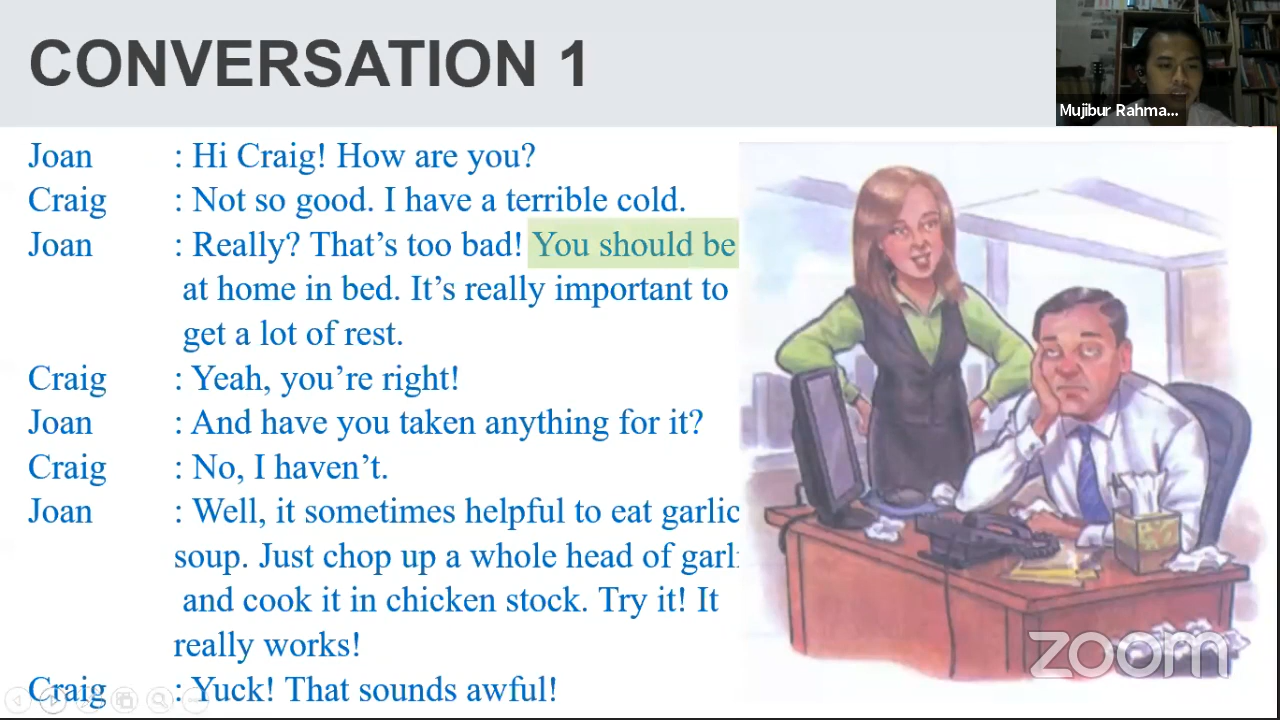 CONVERSATION 1
Mujibur Rahma...
Joan : Hi Craig! How are you?
Craig : Not so good. I have a terrible cold.
Joan : Really? That’s too bad! You should be
at home in bed. It’s really important to
get a lot of rest.
Craig : Yeah, you’re right!
Joan : And have you taken anything for it?
Craig : No, I haven’t.
Joan : Well, it sometimes helpful to eat garlic
soup. Just chop up a whole head of garli
and cook it in chicken stock. Try it! It
really works!
Craig : Yuck! That sounds awful!
zoom